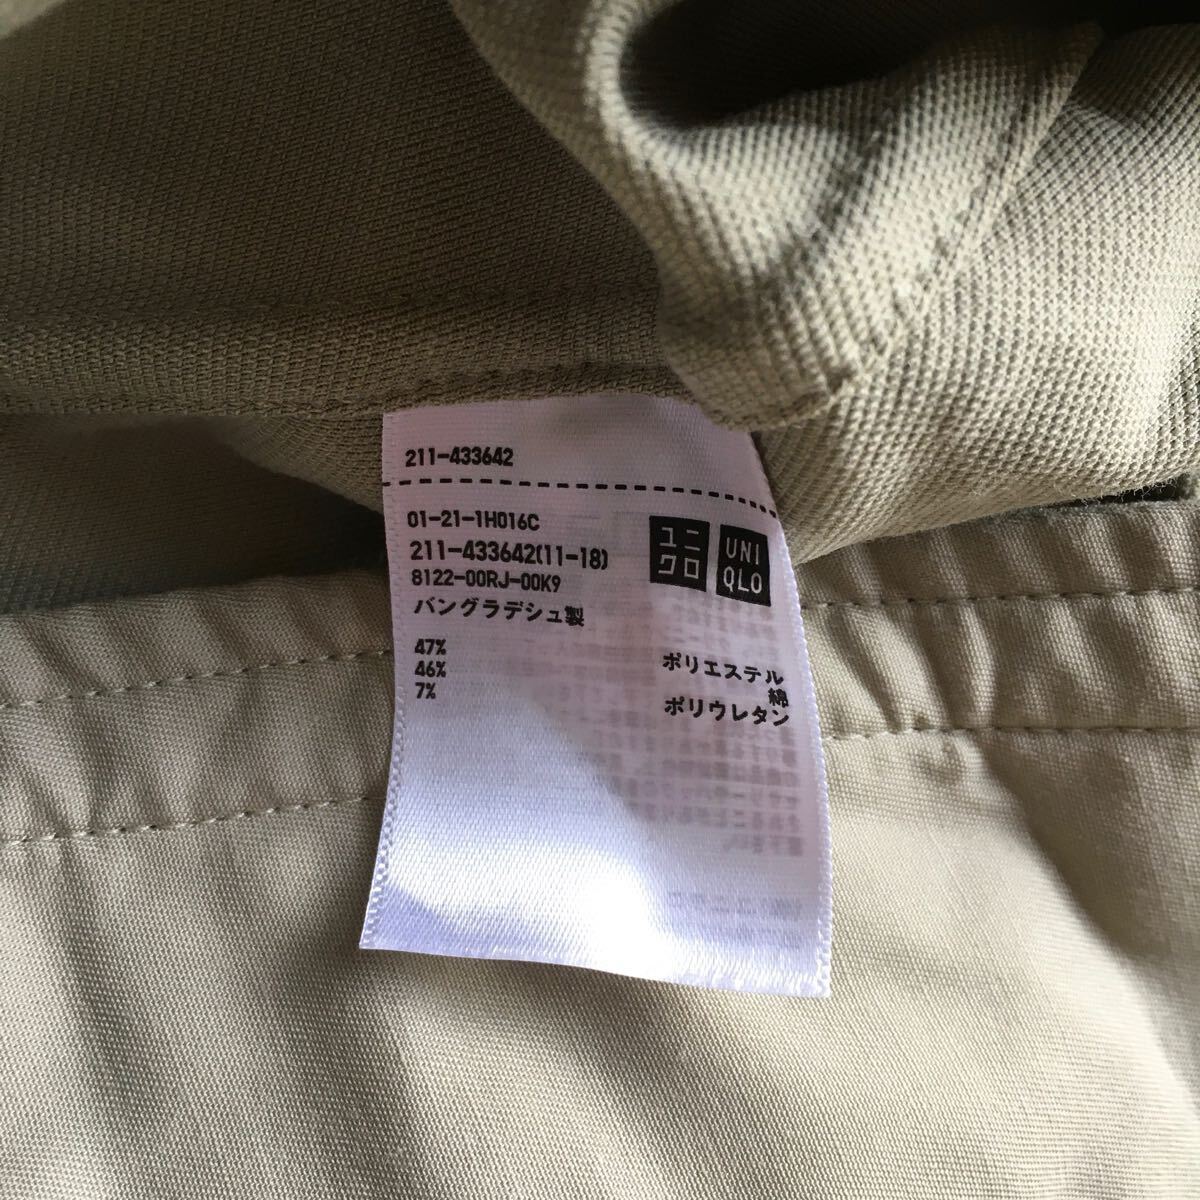 211-433642
01-21-1H016C
211-433642(11-18)
8122-00RJ-00K9
バングラデシュ製
ユニ
クロ
UNI
QLO
47% ポリエステル
46% 綿
7% ポリウレタン